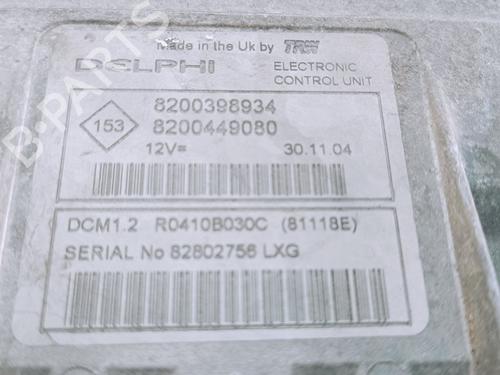 Made in the Uk by TRW
DELPHI ELECTRONIC CONTROL UNIT
153
8200398934
8200449080
12V= 30.11.04
DCM1.2 R0410B030C (81118E)
SERIAL No 82802756 LXG
B-PARTS